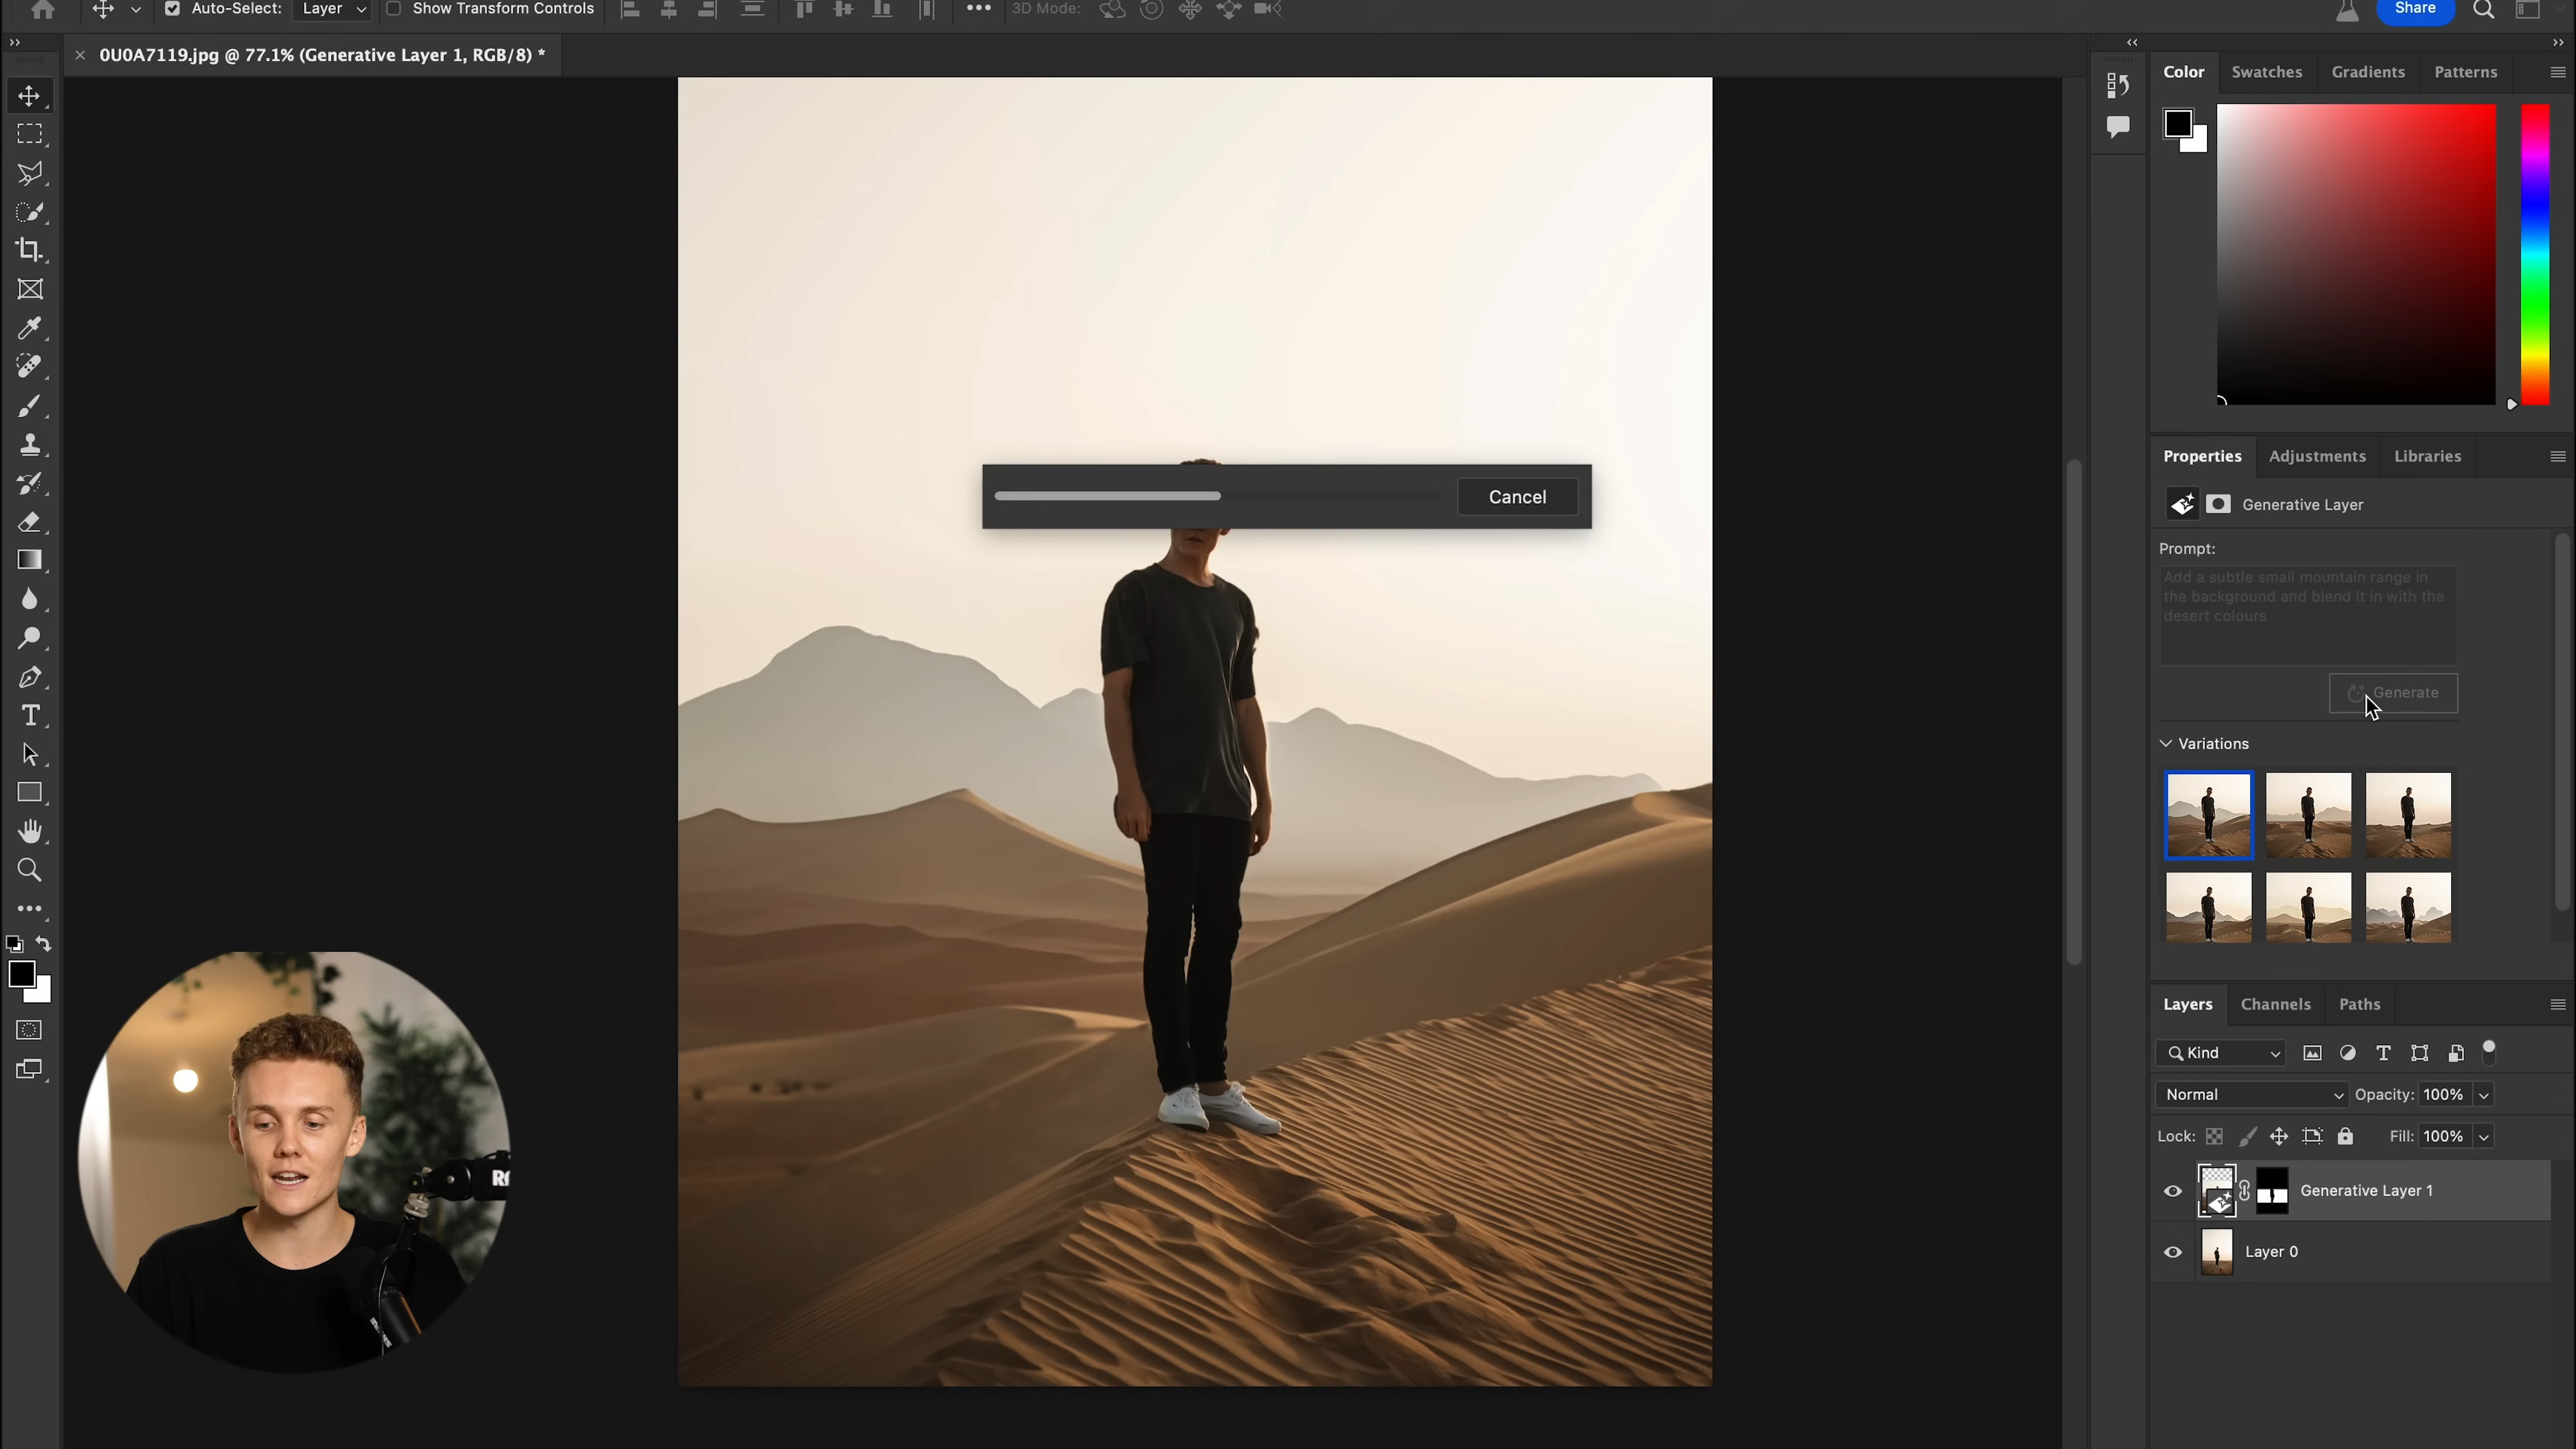 Auto-Select: Layer Show Transform Controls 3D Mode: Share
0U0A7119.jpg @ 77.1% (Generative Layer 1, RGB/8) *
Color Swatches Gradients Patterns
Cancel
Properties Adjustments Libraries
Generative Layer
Prompt:
Add a subtle small mountain range in
the background and blend it in with the
desert colours
Generate
Variations
Layers Channels Paths
Kind
Normal Opacity: 100%
Lock: Fill: 100%
Generative Layer 1
Layer 0